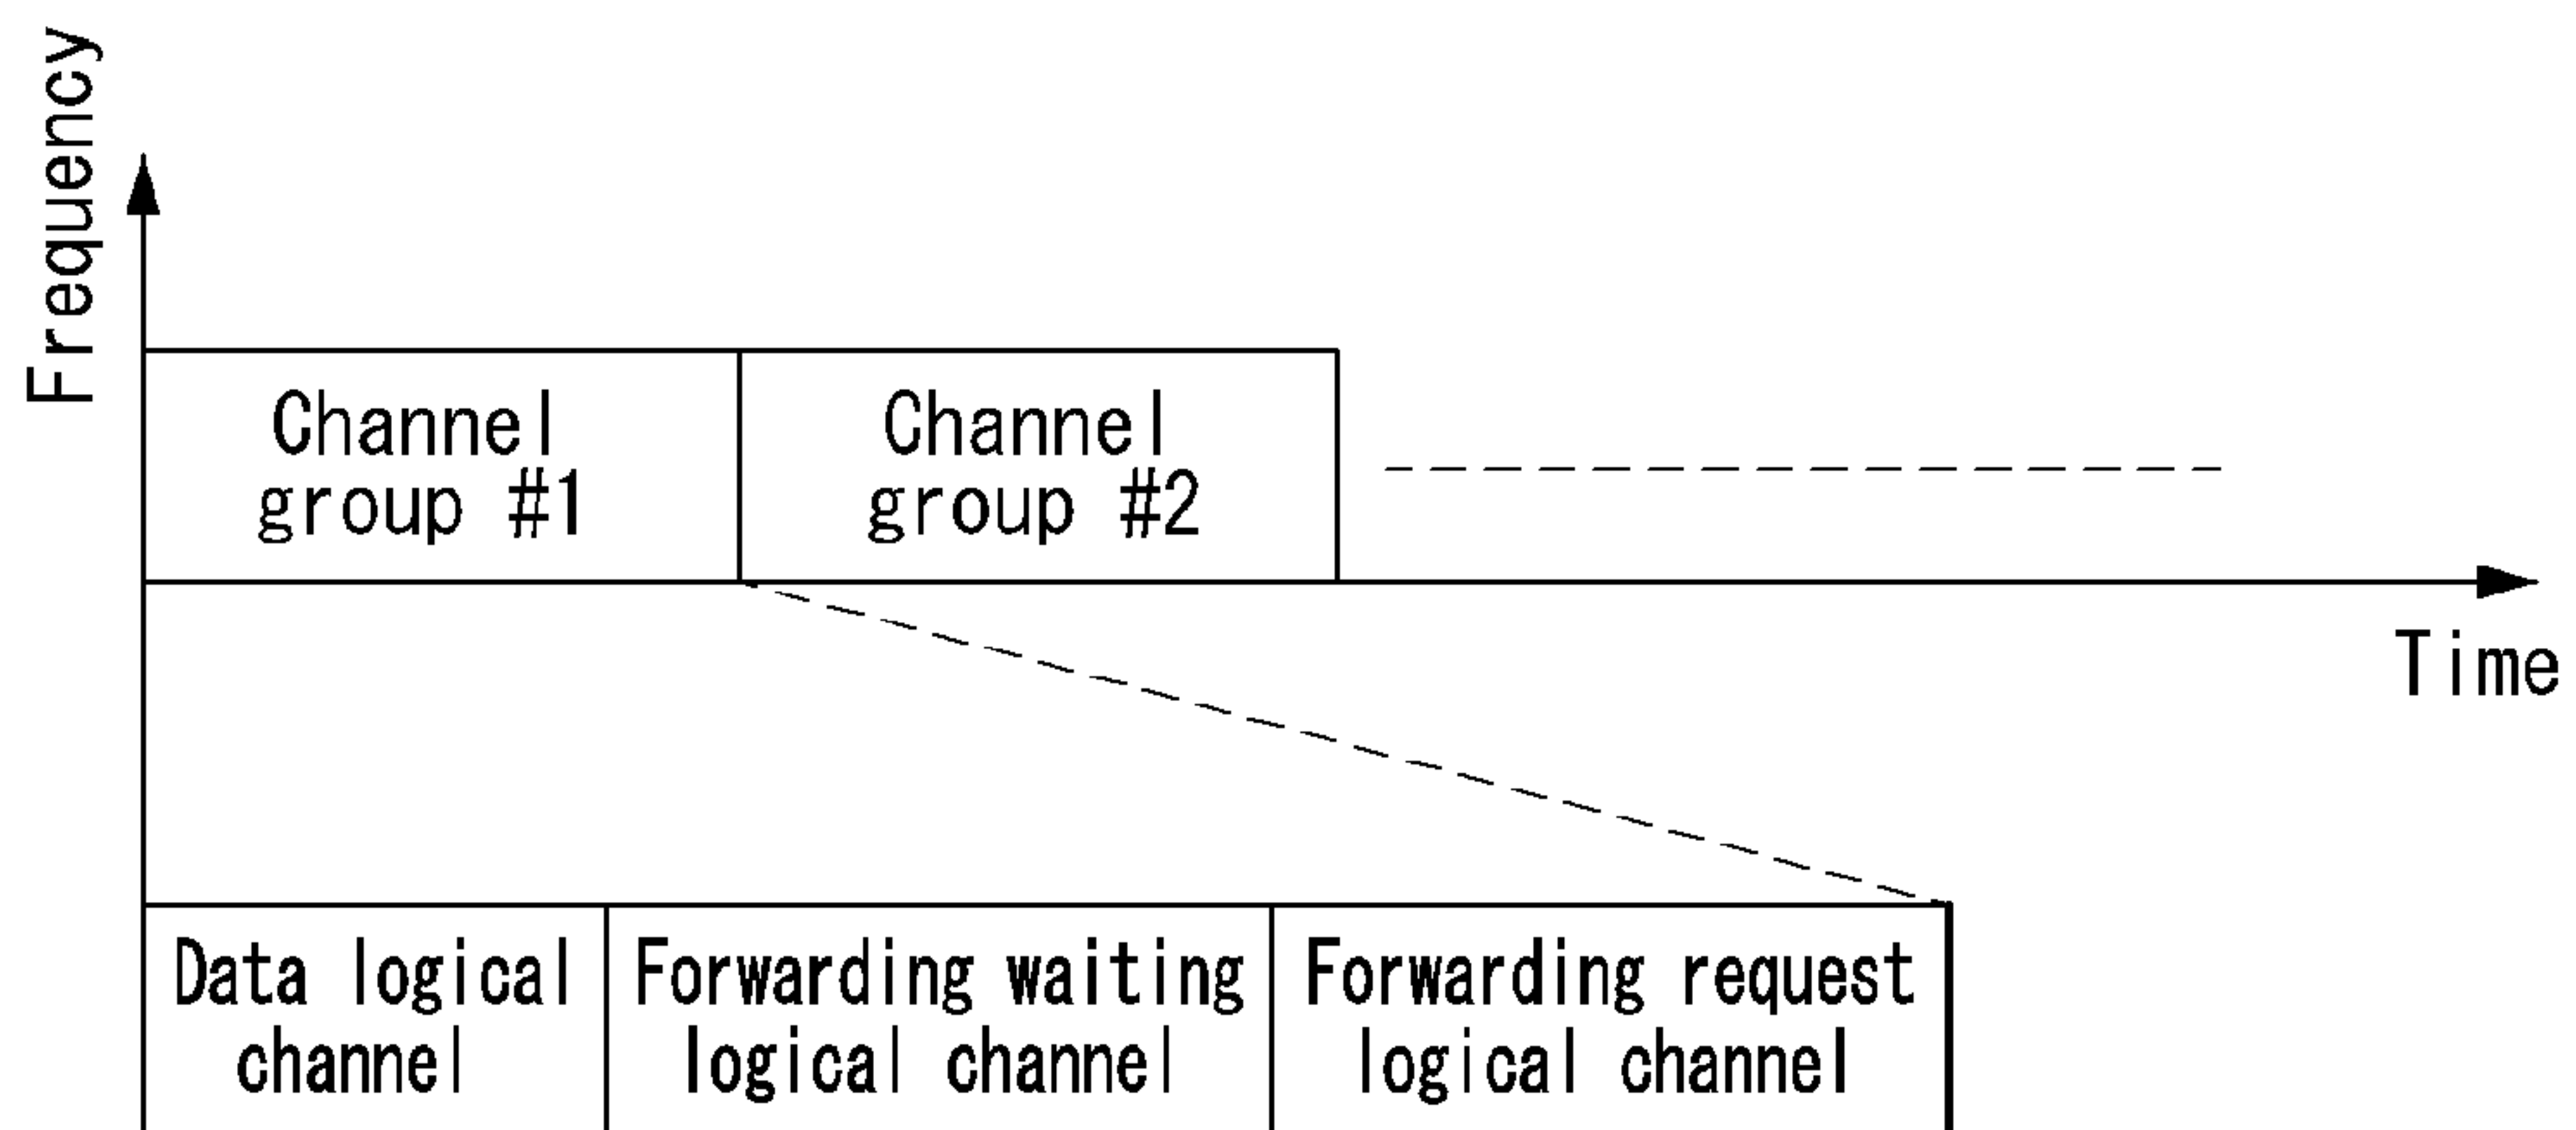 Frequency
Channel
group #1
Channel
group #2
Time
Data logical
channel
Forwarding waiting
logical channel
Forwarding request
logical channel